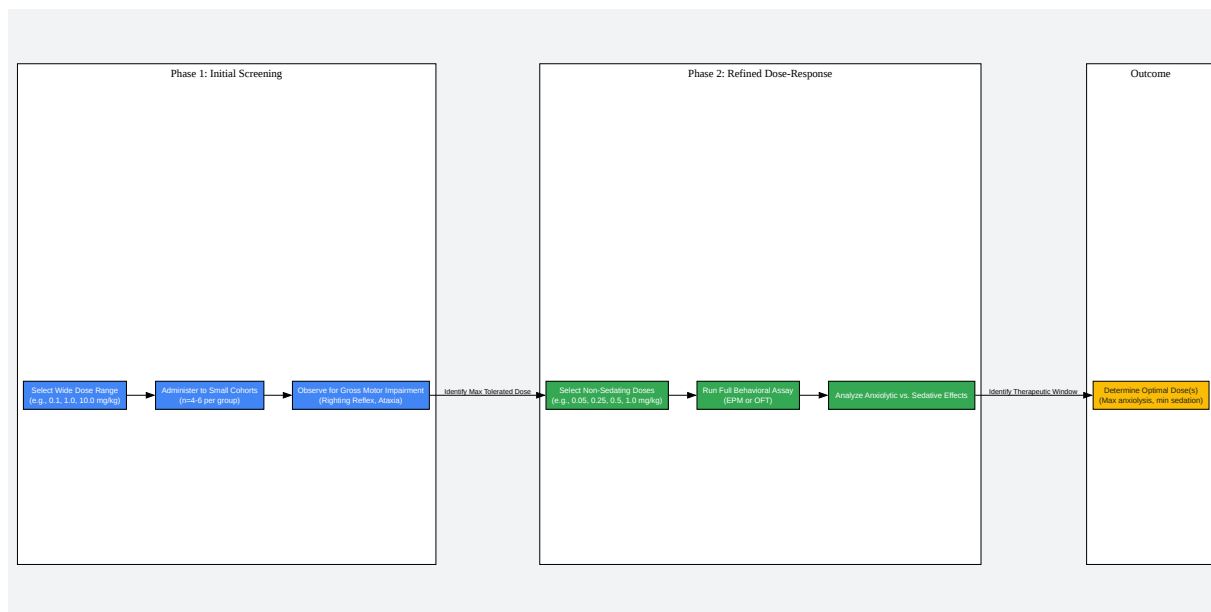 Phase 1: Initial Screening
Select Wide Dose Range
(e.g., 0.1, 1.0, 10.0 mg/kg)
Administer to Small Cohorts
(n=4-6 per group)
Observe for Gross Motor Impairment
(Righting Reflex, Ataxia)
Identify Max Tolerated Dose
Phase 2: Refined Dose-Response
Select Non-Sedating Doses
(e.g., 0.05, 0.25, 0.5, 1.0 mg/kg)
Run Full Behavioral Assay
(EPM or OFT)
Analyze Anxiolytic vs. Sedative Effects
Identify Therapeutic Window
Outcome
Determine Optimal Dose(s)
(Max anxiolysis, min sedation)